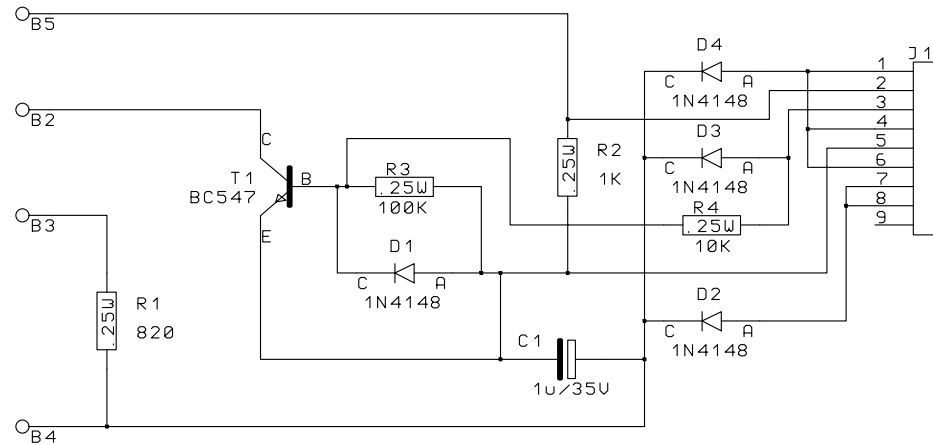 B5
D4
J1
1
C A
2
1N4148
B2
3
D3
4
C
.25W
R2
5
1K
T1
B
R3
C A
6
BC547
.25W
1N4148
7
100K
R4
8
B3
.25W
9
E
10K
D1
C A
D2
1N4148
.25W
R1
C A
820
C1
1N4148
1u/35V
B4